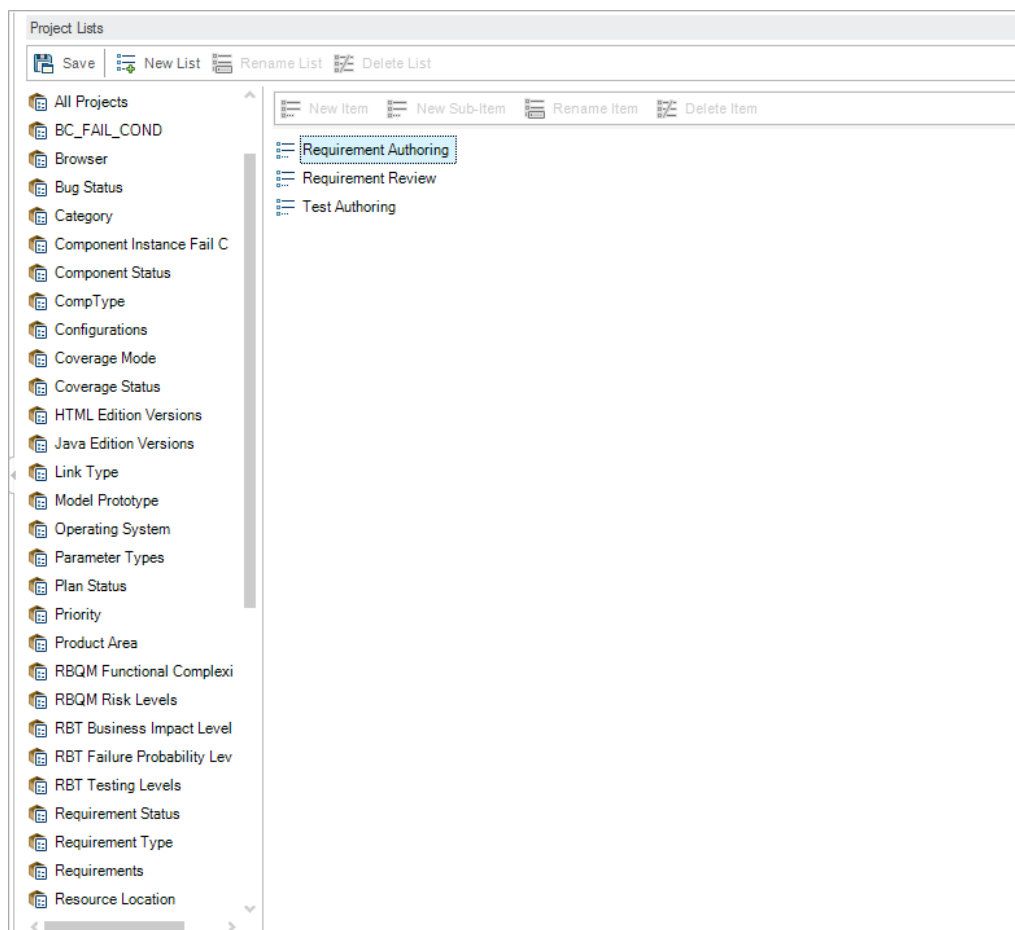 Project Lists
Save New List Rename List Delete List
All Projects
BC_FAIL_COND
Browser
Bug Status
Category
Component Instance Fail C
Component Status
CompType
Configurations
Coverage Mode
Coverage Status
HTML Edition Versions
Java Edition Versions
Link Type
Model Prototype
Operating System
Parameter Types
Plan Status
Priority
Product Area
RBQM Functional Complexi
RBQM Risk Levels
RBT Business Impact Level
RBT Failure Probability Lev
RBT Testing Levels
Requirement Status
Requirement Type
Requirements
Resource Location
New Item New Sub-Item Rename Item Delete Item
Requirement Authoring
Requirement Review
Test Authoring